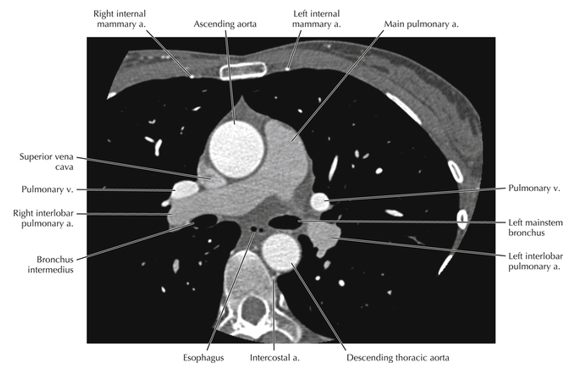 Right internal
mammary a.
Ascending aorta
Left internal
mammary a.
Main pulmonary a.
Superior vena
cava
Pulmonary v.
Right interlobar
pulmonary a.
Bronchus
intermedius
Pulmonary v.
Left mainstem
bronchus
Left interlobar
pulmonary a.
Esophagus
Intercostal a.
Descending thoracic aorta